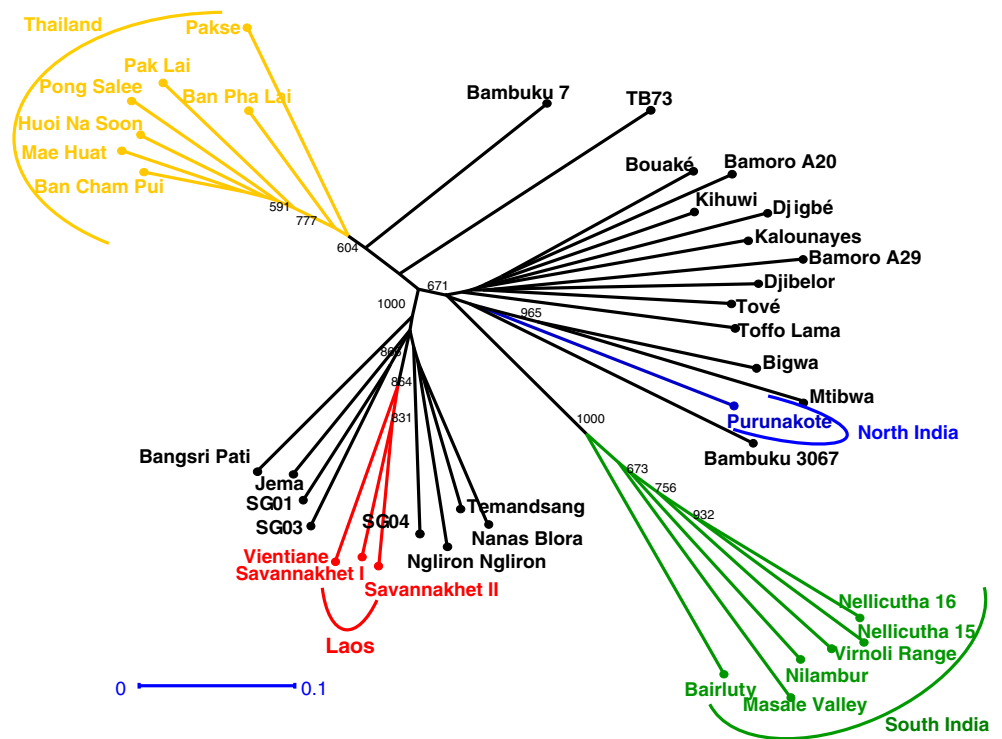 Thailand
Pakse
Pak Lai
Pong Salee
Ban Pha Lai
Huoi Na Soon
Mae Huat
Ban Cham Pui
591
777
604
Bambuku 7
TB73
Bouaké
Bamoro A20
Kihuwi
Djigbé
Kalounayes
Bamoro A29
Djibelor
Tové
Toffo Lama
Bigwa
Mtibwa
Purunakote
North India
Bambuku 3067
671
965
1000
864
831
1000
673
756
932
Bangsri Pati
Jema
SG01
SG03
SG04
Temandsang
Nanas Blora
Ngliron Ngliron
Vientiane
Savannakhet I
Savannakhet II
Laos
Nellicutha 16
Nellicutha 15
Virnoli Range
Nilambur
Bairluty
Masale Valley
South India
0 0.1